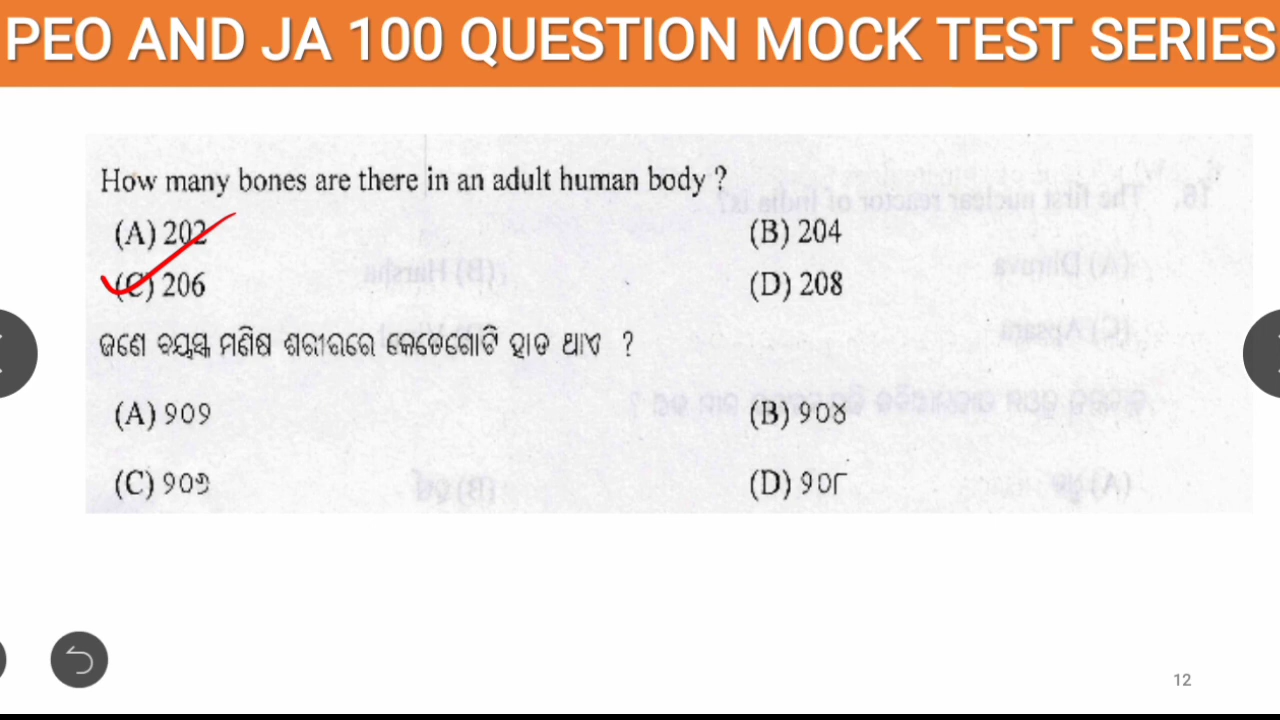 PEO AND JA 100 QUESTION MOCK TEST SERIES
How many bones are there in an adult human body ?
(A) 202 (B) 204
(C) 206 (D) 208
ଜଣେ ବୟସ୍କ ମଣିଷ ଶରୀରରେ କେତେଗୋଟି ହାଡ ଥାଏ ?
(A) ୨୦୨ (B) ୨୦୪
(C) ୨୦୬ (D) ୨୦୮
12